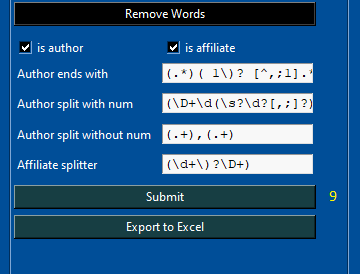 Remove Words
is author is affiliate
Author ends with (.*)( 1\)? [^,;1].*
Author split with num (\D+\d(\s?\d?[,;]?)
Author split without num (.+),(.+)
Affiliate splitter (\d+\)?\D+)
Submit 9
Export to Excel